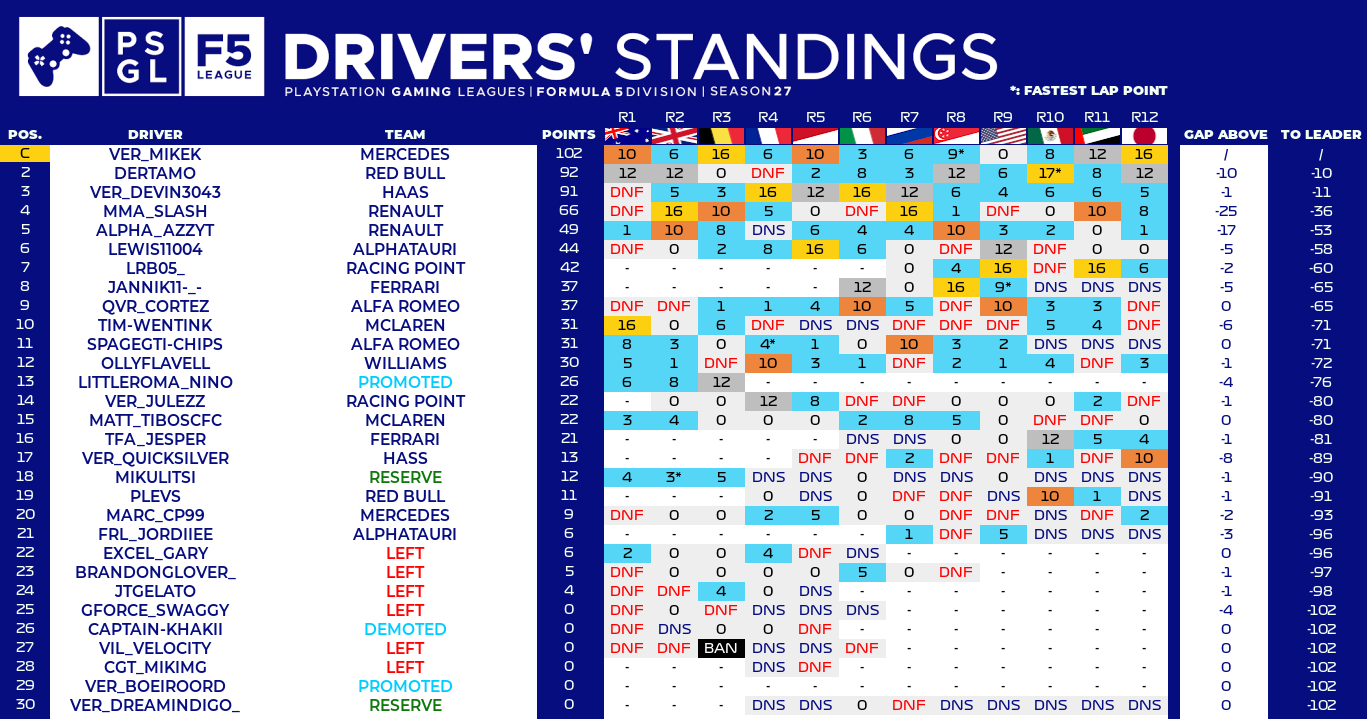 PS
GL
F5
LEAGUE
DRIVERS' STANDINGS
PLAYSTATION GAMING LEAGUES | FORMULA 5 DIVISION | SEASON 27
*: FASTEST LAP POINT
R1 R2 R3 R4 R5 R6 R7 R8 R9 R10 R11 R12
POS. DRIVER TEAM POINTS GAP ABOVE TO LEADER
C VER_MIKEK MERCEDES 102 10 6 16 6 10 3 6 9* 0 8 12 16 / /
2 DERTAMO RED BULL 92 12 12 0 DNF 2 8 3 12 6 17* 8 12 -10 -10
3 VER_DEVIN3043 HAAS 91 DNF 5 3 16 12 16 12 6 4 6 6 5 -1 -11
4 MMA_SLASH RENAULT 66 DNF 16 10 5 0 DNF 16 1 DNF 0 10 8 -25 -36
5 ALPHA_AZZYT RENAULT 49 1 10 8 DNS 6 4 4 10 3 2 0 1 -17 -53
6 LEWIS11004 ALPHATAURI 44 DNF 0 2 8 16 6 0 DNF 12 DNF 0 0 -5 -58
7 LRB05_ RACING POINT 42 - - - - - - 0 4 16 DNF 16 6 -2 -60
8 JANNIK11-_- FERRARI 37 - - - - - 12 0 16 9* DNS DNS DNS -5 -65
9 QVR_CORTEZ ALFA ROMEO 37 DNF DNF 1 1 4 10 5 DNF 10 3 3 DNF 0 -65
10 TIM-WENTINK MCLAREN 31 16 0 6 DNF DNS DNS DNF DNF DNF 5 4 DNF -6 -71
11 SPAGEGTI-CHIPS ALFA ROMEO 31 8 3 0 4* 1 0 10 3 2 DNS DNS DNS 0 -71
12 OLLYFLAVELL WILLIAMS 30 5 1 DNF 10 3 1 DNF 2 1 4 DNF 3 -1 -72
13 LITTLEROMA_NINO PROMOTED 26 6 8 12 - - - - - - - - - -4 -76
14 VER_JULEZZ RACING POINT 22 - 0 0 12 8 DNF DNF 0 0 0 2 DNF -1 -80
15 MATT_TIBOSCFC MCLAREN 22 3 4 0 0 0 2 8 5 0 DNF DNF 0 0 -80
16 TFA_JESPER FERRARI 21 - - - - - DNS DNS 0 0 12 5 4 -1 -81
17 VER_QUICKSILVER HASS 13 - - - - DNF DNF 2 DNF DNF 1 DNF 10 -8 -89
18 MIKULITSI RESERVE 12 4 3* 5 DNS DNS 0 DNS DNS 0 DNS DNS DNS -1 -90
19 PLEVS RED BULL 11 - - - 0 DNS 0 DNF DNF DNS 10 1 DNS -1 -91
20 MARC_CP99 MERCEDES 9 DNF 0 0 2 5 0 0 DNF DNF DNS DNF 2 -2 -93
21 FRL_JORDIIEE ALPHATAURI 6 - - - - - - 1 DNF 5 DNS DNS DNS -3 -96
22 EXCEL_GARY LEFT 6 2 0 0 4 DNF DNS - - - - - - 0 -96
23 BRANDONGLOVER_ LEFT 5 DNF 0 0 0 0 5 0 DNF - - - - -1 -97
24 JTGELATO LEFT 4 DNF DNF 4 0 DNS - - - - - - - -1 -98
25 GFORCE_SWAGGY LEFT 0 DNF 0 DNF DNS DNS DNS - - - - - - -4 -102
26 CAPTAIN-KHAKII DEMOTED 0 DNF DNS 0 0 DNF - - - - - - - 0 -102
27 VIL_VELOCITY LEFT 0 DNF DNF BAN DNS DNS DNF - - - - - - 0 -102
28 CGT_MIKIMG LEFT 0 - - - DNS DNF - - - - - - - 0 -102
29 VER_BOEIROORD PROMOTED 0 - - - - - - - - - - - - 0 -102
30 VER_DREAMINDIGO_ RESERVE 0 - - - DNS DNS 0 DNF DNS DNS DNS DNS DNS 0 -102